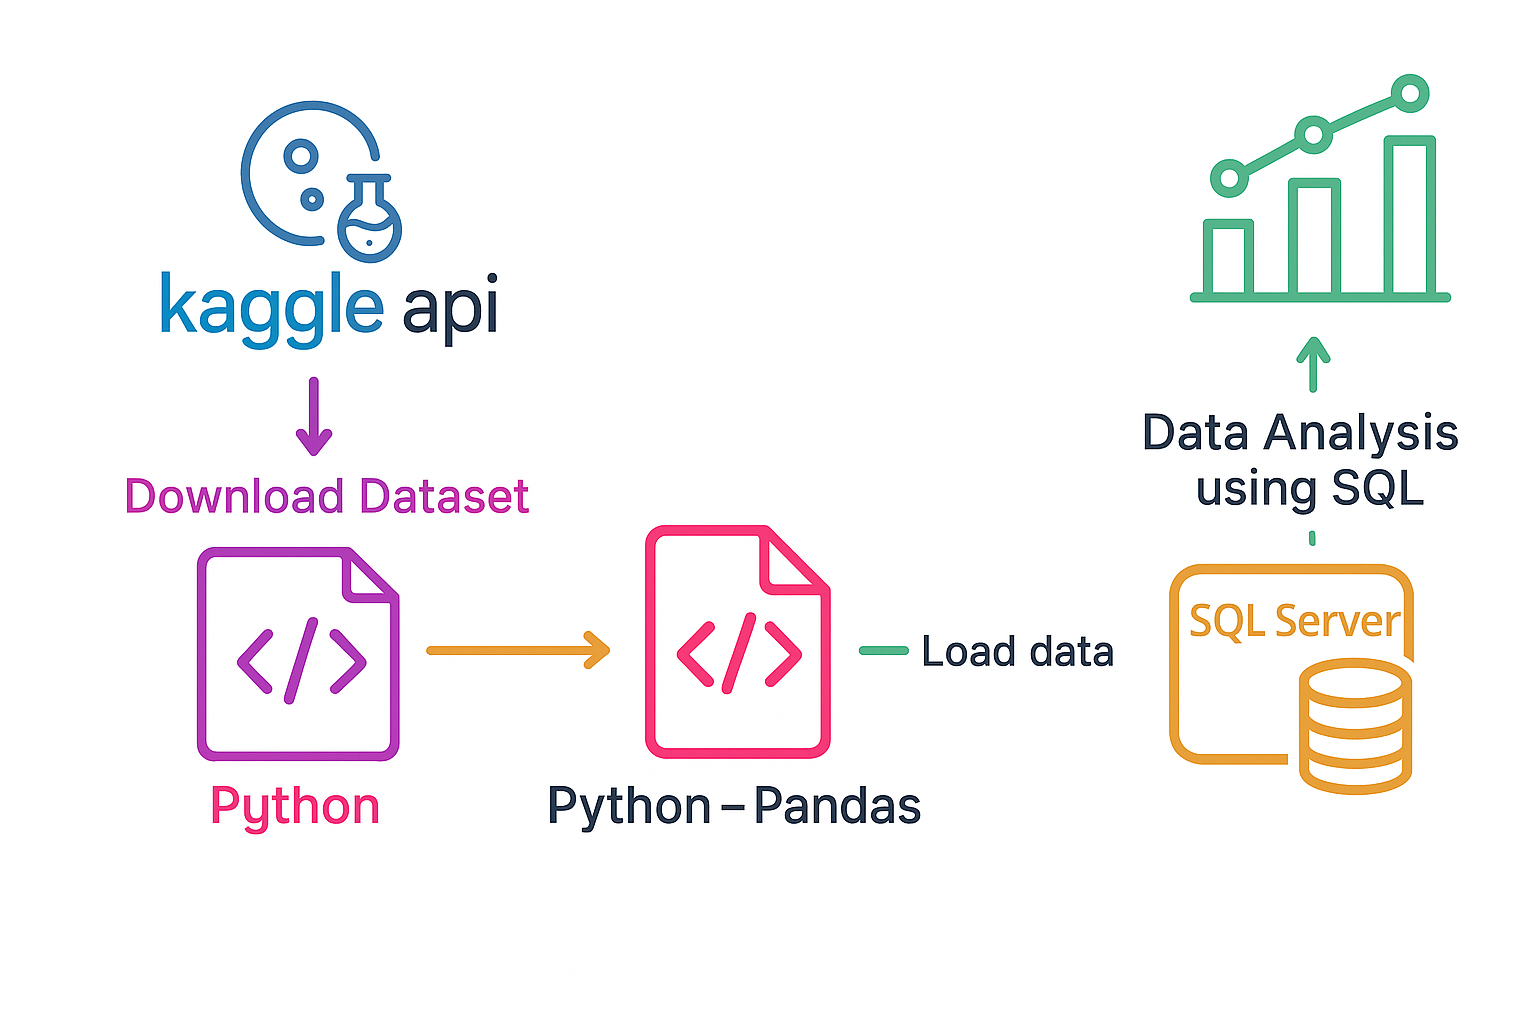 kaggle api
Download Dataset
</>
Python
</>
Python – Pandas
Load data
Data Analysis
using SQL
SQL Server